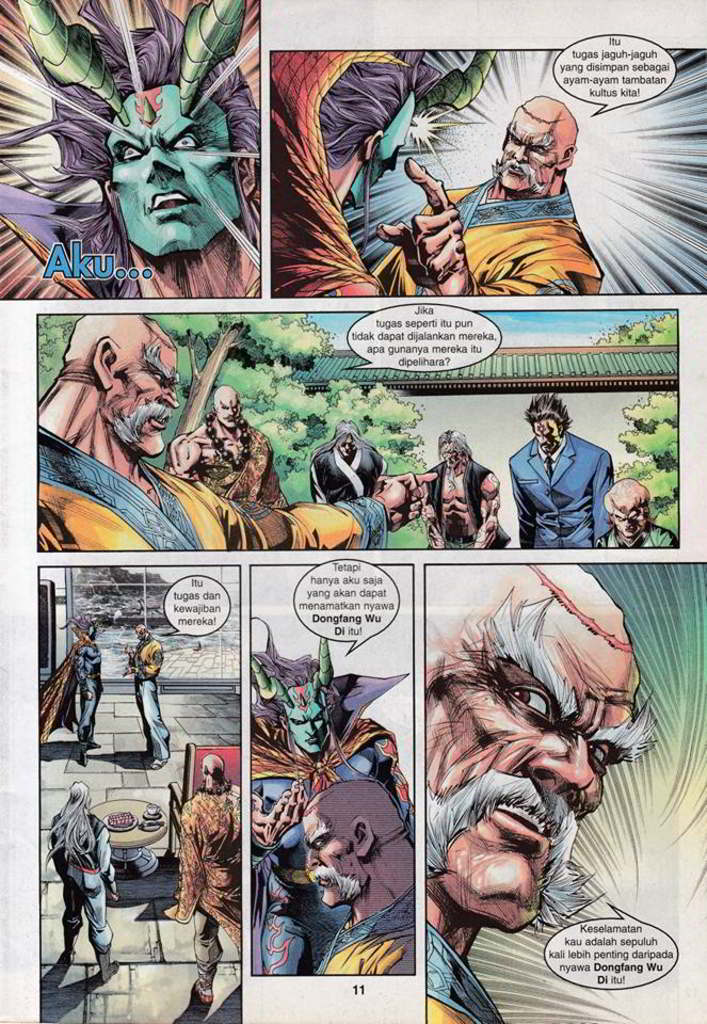 Aku...
Itu
tugas jaguh-jaguh
yang disimpan sebagai
ayam-ayam tambatan
kultus kita!
Jika
tugas seperti itu pun
tidak dapat dijalankan mereka,
apa gunanya mereka itu
dipelihara?
Itu
tugas dan
kewajiban
mereka!
Tetapi
hanya aku saja
yang akan dapat
menamatkan nyawa
Dongfang Wu
Di itu!
Keselamatan
kau adalah sepuluh
kali lebih penting daripada
nyawa Dongfang Wu
Di itu!
11